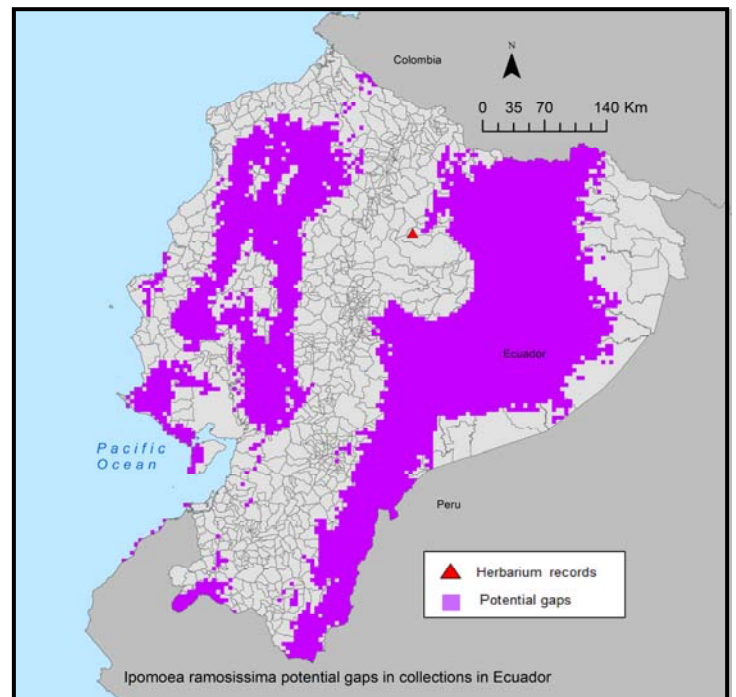 Colombia
N
0 35 70 140 Km
Ecuador
Pacific
Ocean
Peru
Herbarium records
Potential gaps
Ipomoea ramosissima potential gaps in collections in Ecuador